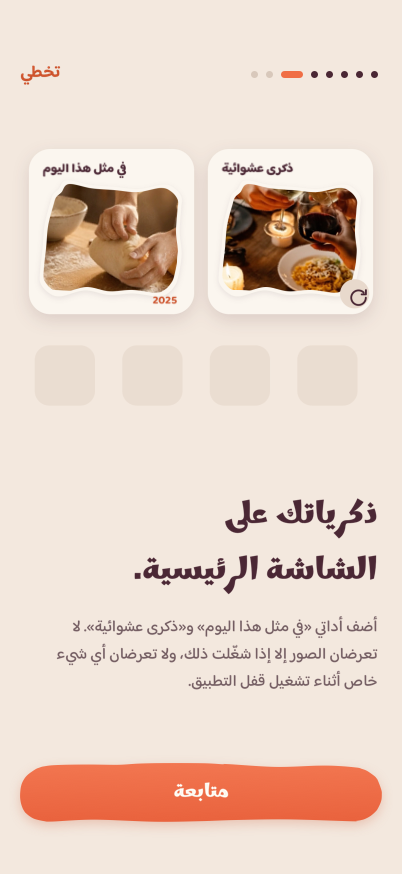 تخطي
ذكرى عشوائية
في مثل هذا اليوم
2025
ذكرياتك على
الشاشة الرئيسية.
أضف أداتي «في مثل هذا اليوم» و«ذكرى عشوائية». لا
تعرضان الصور إلا إذا شغّلت ذلك، ولا تعرضان أي شيء
خاص أثناء تشغيل قفل التطبيق.
متابعة